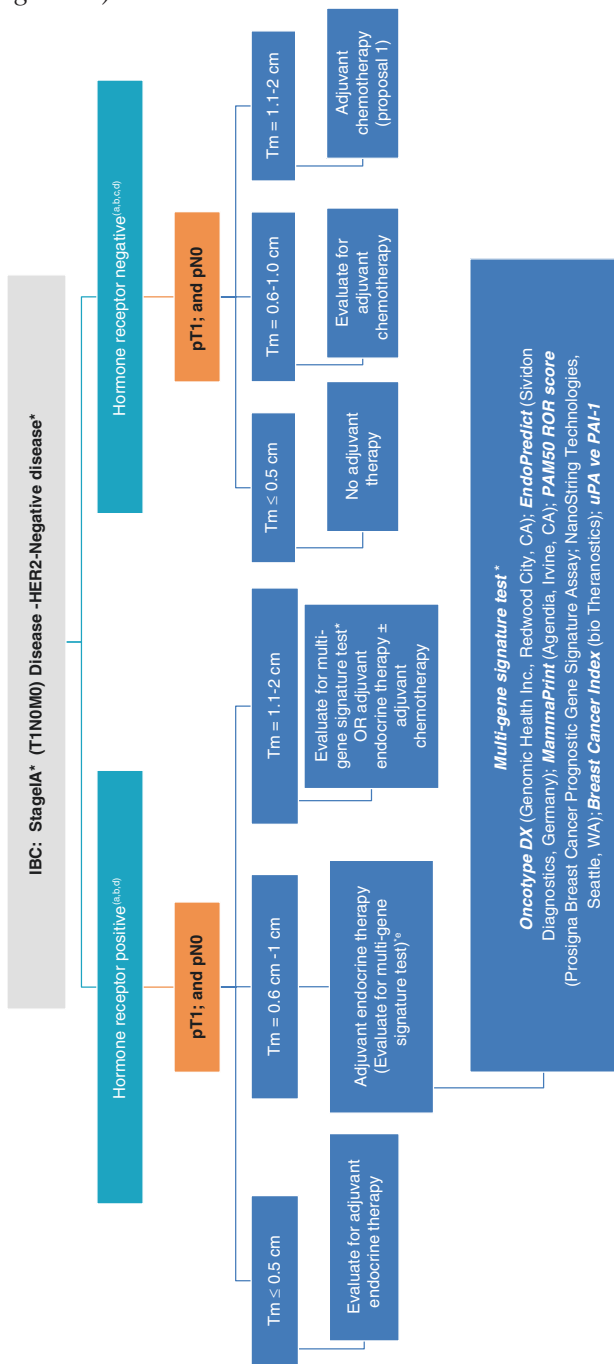 IBC: StageIA* (T1N0M0) Disease -HER2-Negative disease*
Hormone receptor positive(a,b,d)
pT1; and pN0
Tm ≤ 0.5 cm
Evaluate for adjuvant
endocrine therapy
Tm = 0.6 cm -1 cm
Adjuvant endocrine therapy
(Evaluate for multi-gene
signature test)*e
Tm = 1.1-2 cm
Evaluate for multi-
gene signature test*
OR adjuvant
endocrine therapy ±
adjuvant
chemotherapy
Hormone receptor negative(a,b,c,d)
pT1; and pN0
Tm ≤ 0.5 cm
No adjuvant
therapy
Tm = 0.6-1.0 cm
Evaluate for
adjuvant
chemotherapy
Tm = 1.1-2 cm
Adjuvant
chemotherapy
(proposal 1)
Multi-gene signature test *
Oncotype DX (Genomic Health Inc., Redwood City, CA); EndoPredict (Sividon
Diagnostics, Germany); MammaPrint (Agendia, Irvine, CA); PAM50 ROR score
(Prosigna Breast Cancer Prognostic Gene Signature Assay; NanoString Technologies,
Seattle, WA); Breast Cancer Index (bio Theranostics); uPA ve PAI-1